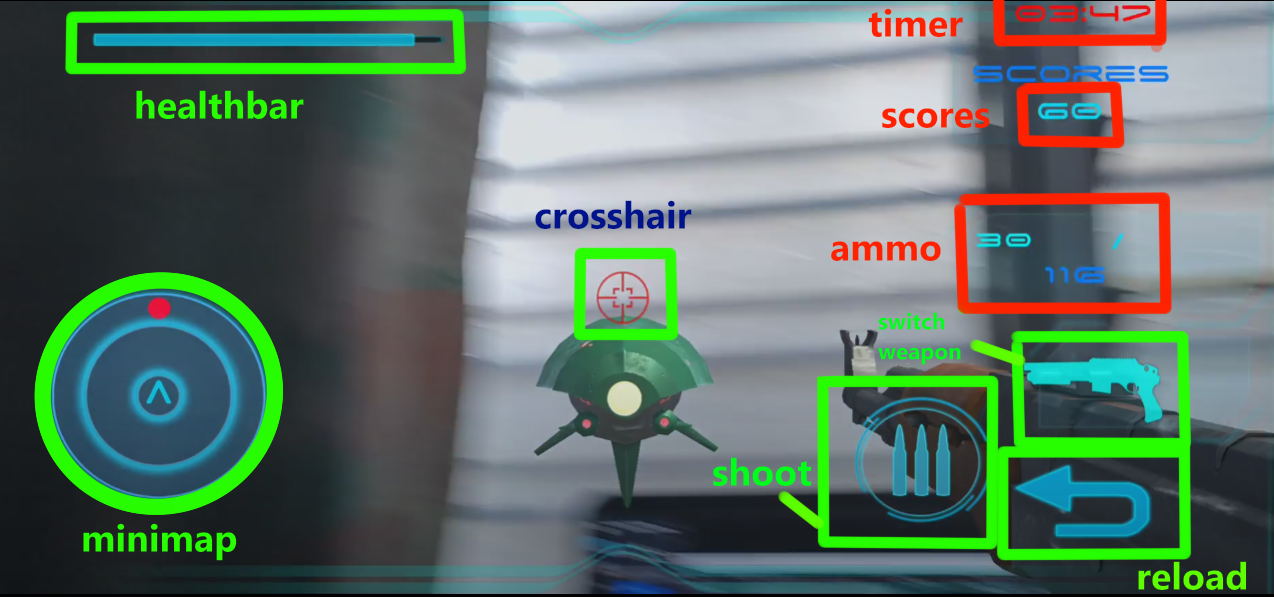 timer
03:47
SCORES
scores
60
healthbar
crosshair
ammo
30 /
116
switch
weapon
shoot
minimap
reload